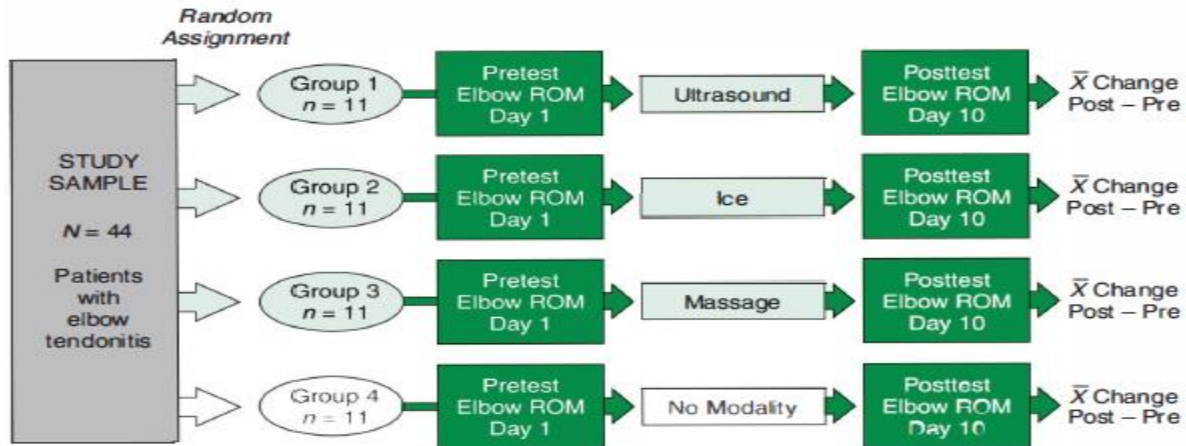 Random
Assignment
STUDY
SAMPLE
N = 44
Patients
with
elbow
tendonitis
Group 1
n = 11
Pretest
Elbow ROM
Day 1
Ultrasound
Posttest
Elbow ROM
Day 10
X̄ Change
Post – Pre
Group 2
n = 11
Pretest
Elbow ROM
Day 1
Ice
Posttest
Elbow ROM
Day 10
X̄ Change
Post – Pre
Group 3
n = 11
Pretest
Elbow ROM
Day 1
Massage
Posttest
Elbow ROM
Day 10
X̄ Change
Post – Pre
Group 4
n = 11
Pretest
Elbow ROM
Day 1
No Modality
Posttest
Elbow ROM
Day 10
X̄ Change
Post – Pre